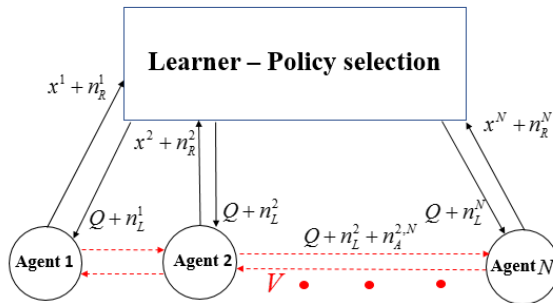 Learner – Policy selection
x^1 + n_R^1
x^2 + n_R^2
x^N + n_R^N
Q + n_L^1
Q + n_L^2
Q + n_L^2 + n_A^{2,N}
Q + n_L^N
Agent 1
Agent 2
Agent N
V